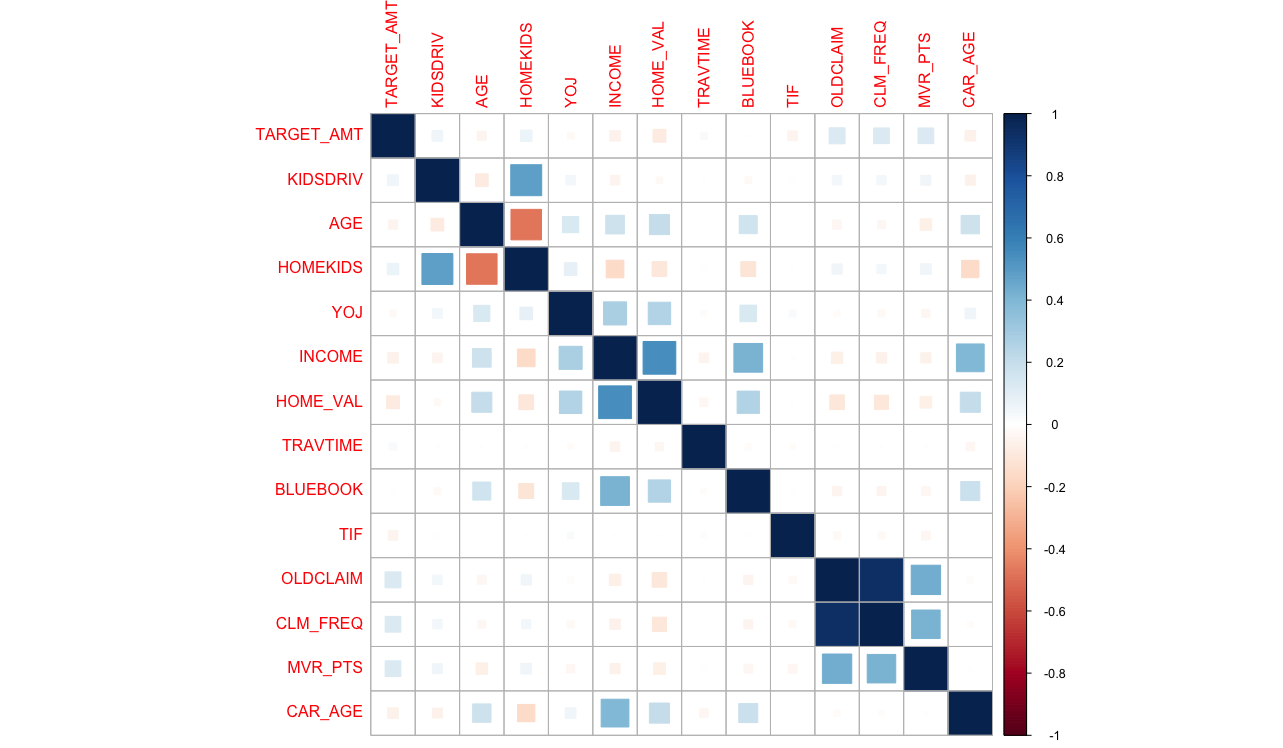 TARGET_AMT
KIDSDRIV
AGE
HOMEKIDS
YOJ
INCOME
HOME_VAL
TRAVTIME
BLUEBOOK
TIF
OLDCLAIM
CLM_FREQ
MVR_PTS
CAR_AGE
TARGET_AMT
KIDSDRIV
AGE
HOMEKIDS
YOJ
INCOME
HOME_VAL
TRAVTIME
BLUEBOOK
TIF
OLDCLAIM
CLM_FREQ
MVR_PTS
CAR_AGE
1
0.8
0.6
0.4
0.2
0
-0.2
-0.4
-0.6
-0.8
-1